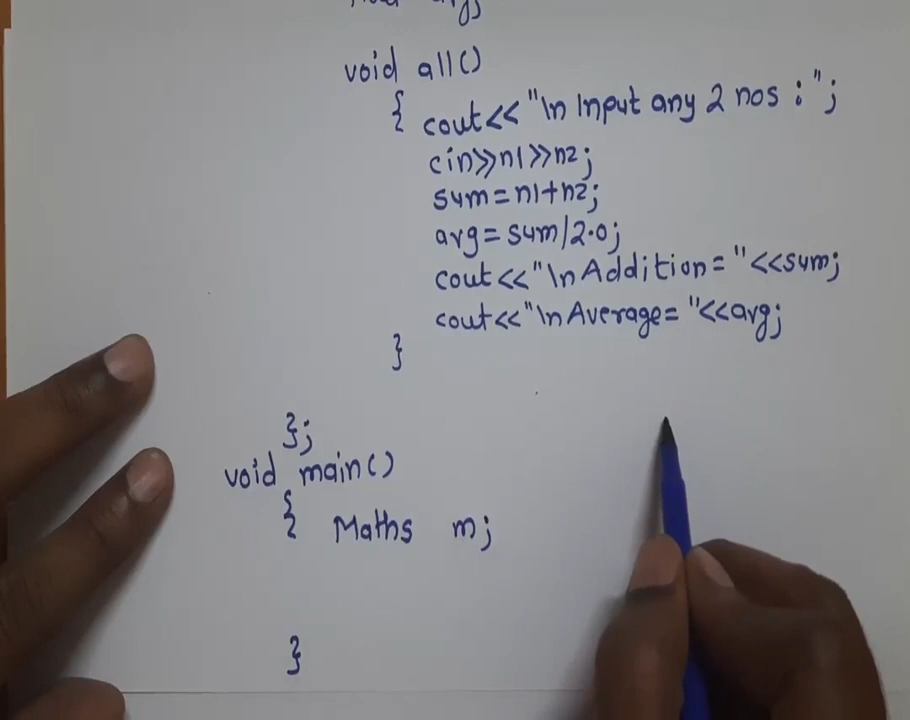 void all()
{ cout<<"\n Input any 2 nos :";
cin>>n1>>n2;
sum=n1+n2;
avg=sum/2.0;
cout<<"\nAddition="<<sum;
cout<<"\nAverage="<<avg;
}
};
void main()
{ Maths m;
}